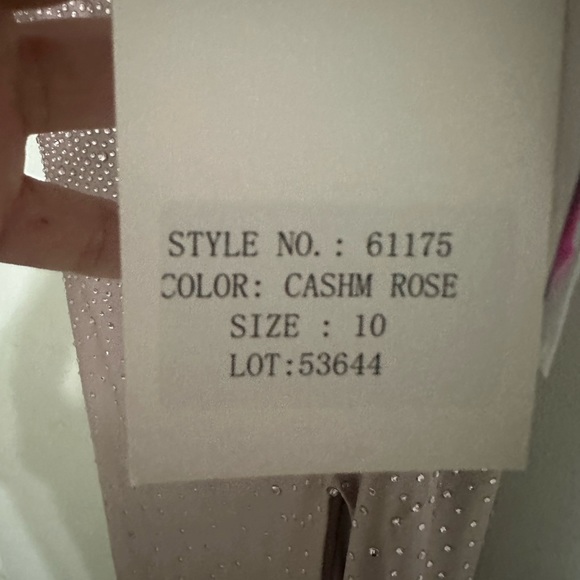 STYLE NO.: 61175
COLOR: CASHM ROSE
SIZE : 10
LOT:53644